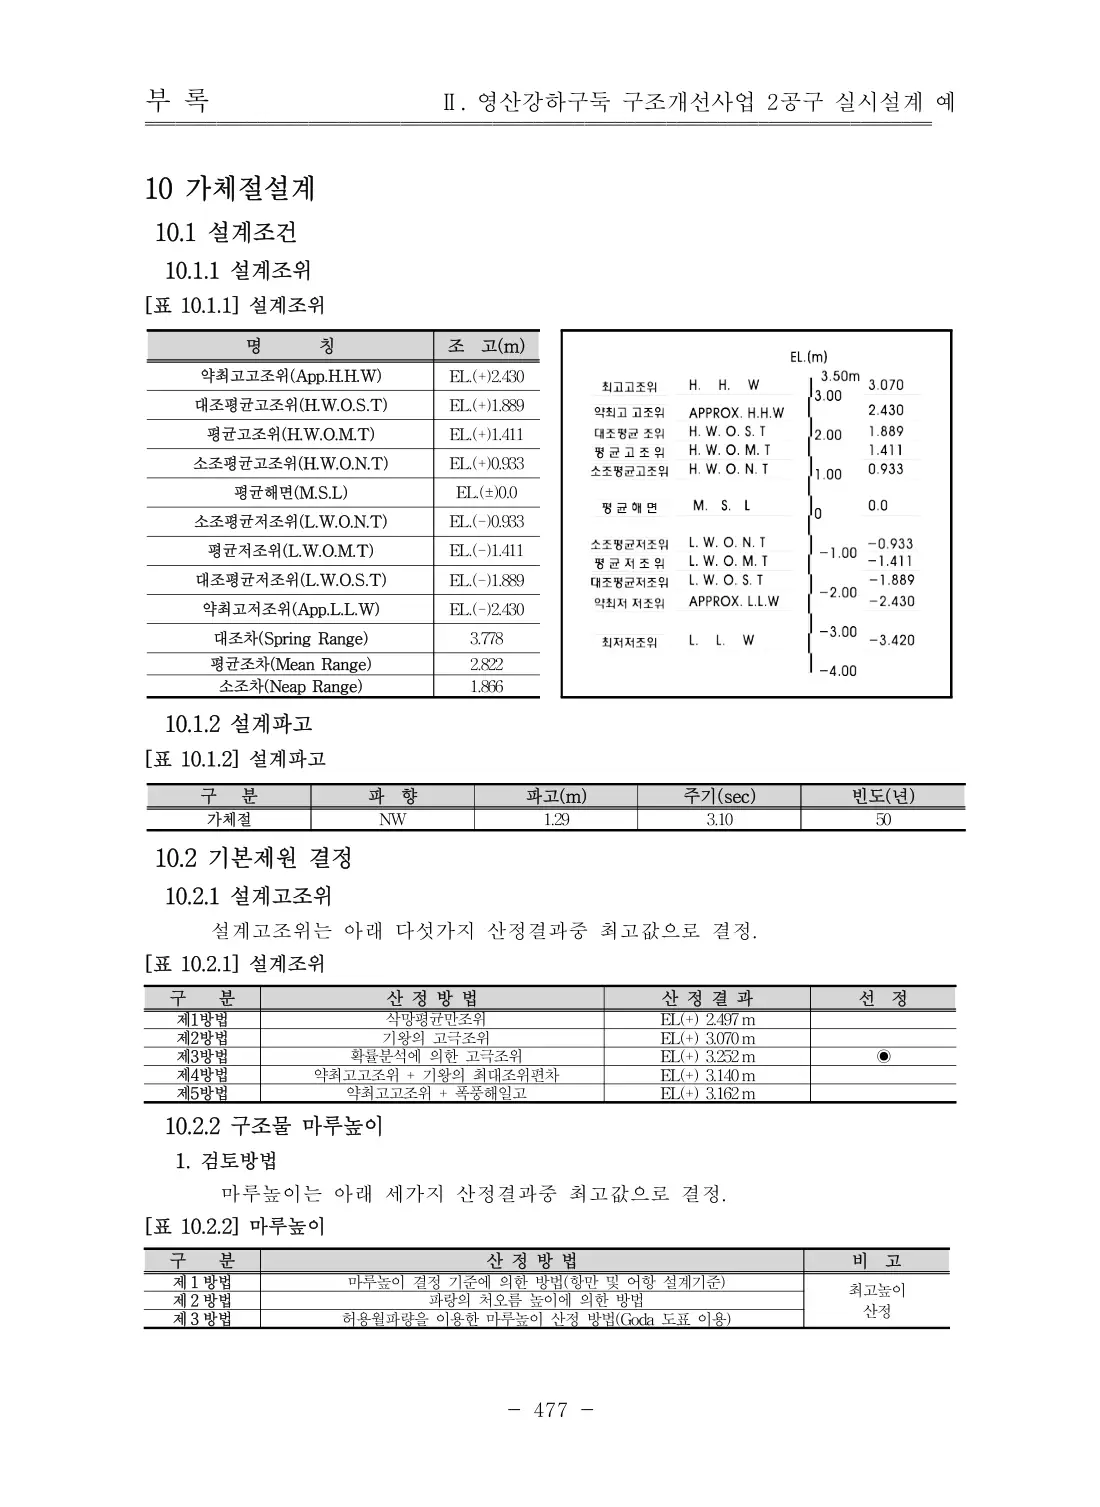 부 록 Ⅱ. 영산강하구둑 구조개선사업 2공구 실시설계 예
10 가체절설계
10.1 설계조건
10.1.1 설계조위
[표 10.1.1] 설계조위
명 칭 조 고(m)
약최고고조위(App.H.H.W) EL.(+)2.430
대조평균고조위(H.W.O.S.T) EL.(+)1.889
평균고조위(H.W.O.M.T) EL.(+)1.411
소조평균고조위(H.W.O.N.T) EL.(+)0.933
평균해면(M.S.L) EL.(±)0.0
소조평균저조위(L.W.O.N.T) EL.(-)0.933
평균저조위(L.W.O.M.T) EL.(-)1.411
대조평균저조위(L.W.O.S.T) EL.(-)1.889
약최고저조위(App.L.L.W) EL.(-)2.430
대조차(Spring Range) 3.778
평균조차(Mean Range) 2.822
소조차(Neap Range) 1.866
EL.(m)
3.50m
최고고조위 H. H. W 3.070
3.00
약최고 고조위 APPROX. H.H.W 2.430
대조평균 조위 H. W. O. S. T 2.00 1.889
평 균 고 조 위 H. W. O. M. T 1.411
소조평균고조위 H. W. O. N. T 1.00 0.933
평 균 해 면 M. S. L 0 0.0
소조평균저조위 L. W. O. N. T -1.00 -0.933
평 균 저 조 위 L. W. O. M. T -1.411
대조평균저조위 L. W. O. S. T -1.889
-2.00
약최저 저조위 APPROX. L.L.W -2.430
-3.00
최저저조위 L. L. W -3.420
-4.00
10.1.2 설계파고
[표 10.1.2] 설계파고
구 분 파 향 파고(m) 주기(sec) 빈도(년)
가체절 NW 1.29 3.10 50
10.2 기본제원 결정
10.2.1 설계고조위
설계고조위는 아래 다섯가지 산정결과중 최고값으로 결정.
[표 10.2.1] 설계조위
구 분 산 정 방 법 산 정 결 과 선 정
제1방법 삭망평균만조위 EL(+) 2.497 m
제2방법 기왕의 고극조위 EL(+) 3.070 m
제3방법 확률분석에 의한 고극조위 EL(+) 3.252 m ◉
제4방법 약최고고조위 + 기왕의 최대조위편차 EL(+) 3.140 m
제5방법 약최고고조위 + 폭풍해일고 EL(+) 3.162 m
10.2.2 구조물 마루높이
1. 검토방법
마루높이는 아래 세가지 산정결과중 최고값으로 결정.
[표 10.2.2] 마루높이
구 분 산 정 방 법 비 고
제 1 방법 마루높이 결정 기준에 의한 방법(항만 및 어항 설계기준) 최고높이
제 2 방법 파랑의 처오름 높이에 의한 방법 산정
제 3 방법 허용월파량을 이용한 마루높이 산정 방법(Goda 도표 이용)
- 477 -